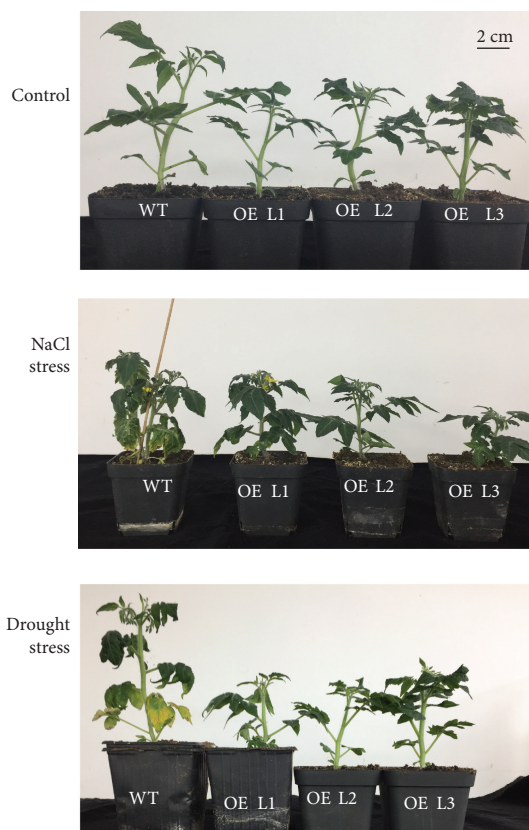 Control
2 cm
WT
OE L1
OE L2
OE L3
NaCl
stress
WT
OE L1
OE L2
OE L3
Drought
stress
WT
OE L1
OE L2
OE L3